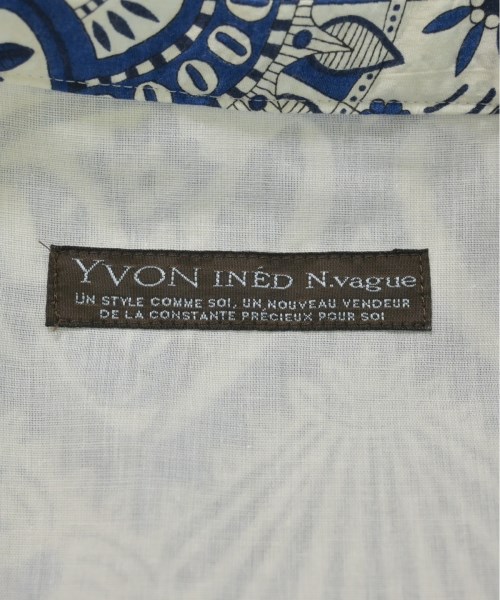 YVON INÉD N.vague
UN STYLE COMME SOI, UN NOUVEAU VENDEUR
DE LA CONSTANTE PRÉCIEUX POUR SOI